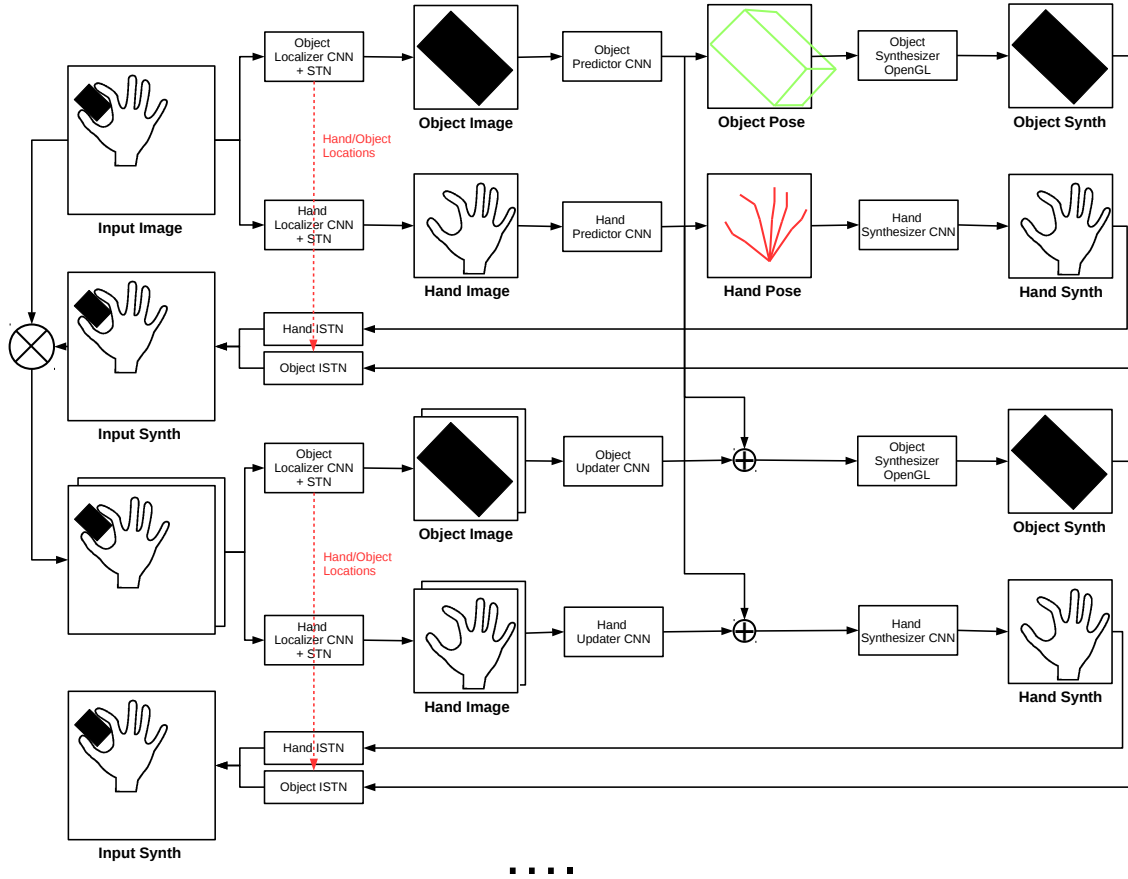 Object
Localizer CNN
+ STN
Object Image
Object
Predictor CNN
Object Pose
Object
Synthesizer
OpenGL
Object Synth
Input Image
Hand/Object
Locations
Hand
Localizer CNN
+ STN
Hand Image
Hand
Predictor CNN
Hand Pose
Hand
Synthesizer CNN
Hand Synth
Hand ISTN
Object ISTN
Input Synth
Object
Localizer CNN
+ STN
Object Image
Object
Updater CNN
Object
Synthesizer
OpenGL
Object Synth
Hand/Object
Locations
Hand
Localizer CNN
+ STN
Hand Image
Hand
Updater CNN
Hand
Synthesizer CNN
Hand Synth
Hand ISTN
Object ISTN
Input Synth
....